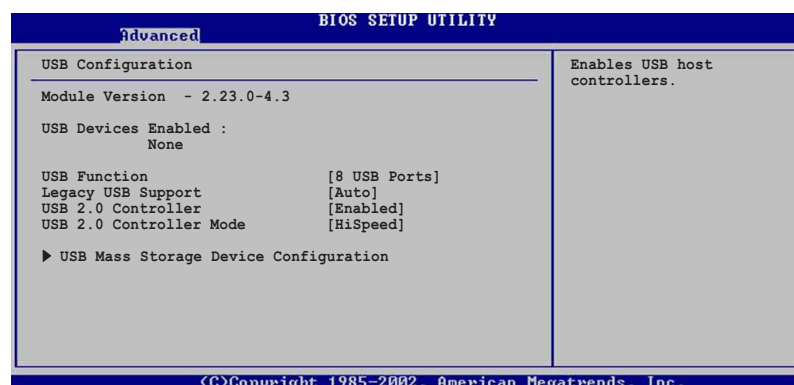 BIOS SETUP UTILITY
Advanced
USB Configuration
Module Version - 2.23.0-4.3
USB Devices Enabled :
None
USB Function [8 USB Ports]
Legacy USB Support [Auto]
USB 2.0 Controller [Enabled]
USB 2.0 Controller Mode [HiSpeed]
USB Mass Storage Device Configuration
Enables USB host
controllers.
(C)Copyright 1985-2002, American Megatrends, Inc.